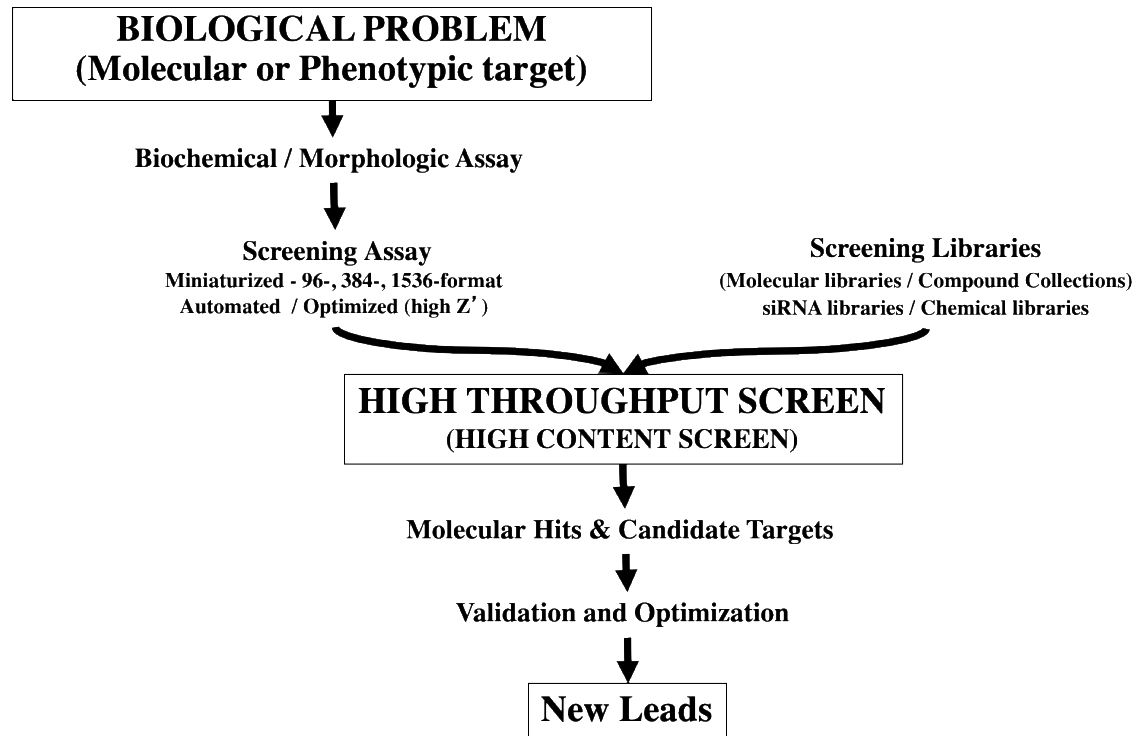 BIOLOGICAL PROBLEM
(Molecular or Phenotypic target)
Biochemical / Morphologic Assay
Screening Assay
Miniaturized - 96-, 384-, 1536-format
Automated / Optimized (high Z′)
Screening Libraries
(Molecular libraries / Compound Collections)
siRNA libraries / Chemical libraries
HIGH THROUGHPUT SCREEN
(HIGH CONTENT SCREEN)
Molecular Hits & Candidate Targets
Validation and Optimization
New Leads